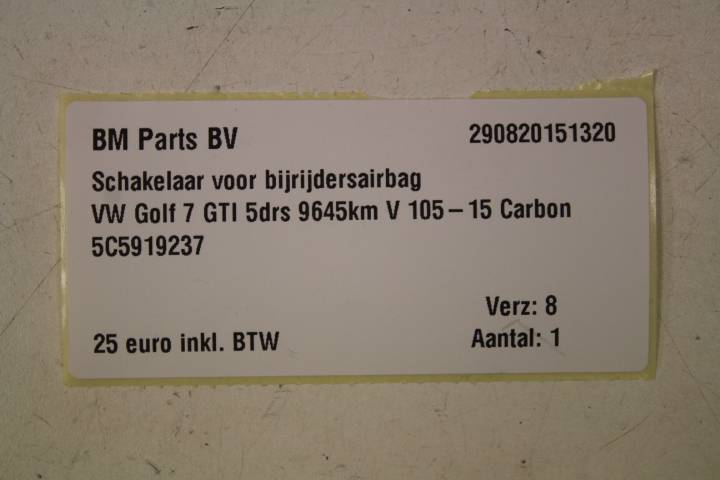 BM Parts BV 290820151320
Schakelaar voor bijrijdersairbag
VW Golf 7 GTI 5drs 9645km V 105-15 Carbon
5C5919237
Verz: 8
25 euro inkl. BTW Aantal: 1